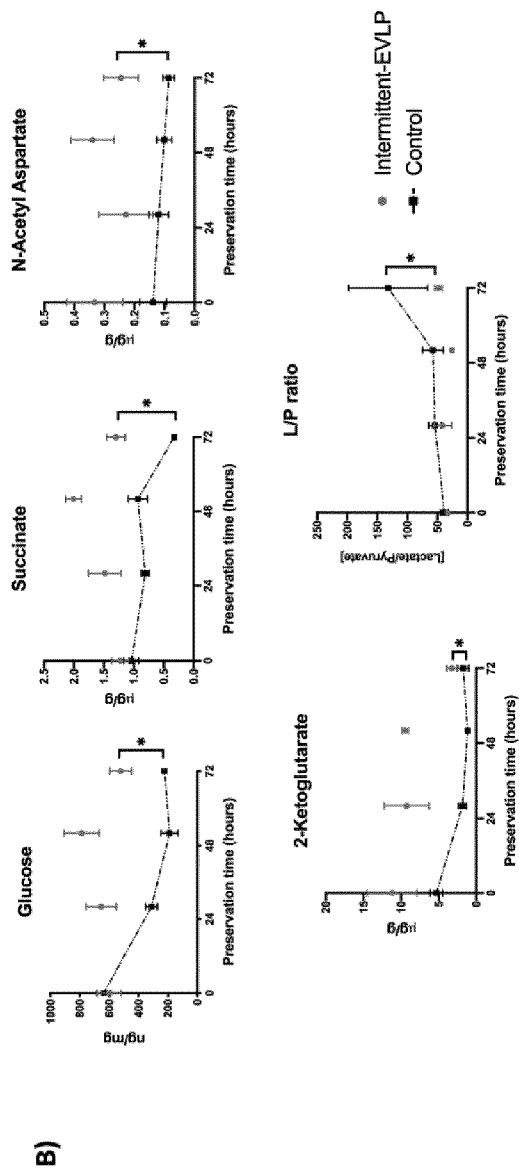 B)
Glucose
ng/mg
1000
800
600
400
200
0
0 24 48 72
Preservation time (hours)
*
Succinate
µg/g
2.5
2.0
1.5
1.0
0.5
0.0
0 24 48 72
Preservation time (hours)
*
N-Acetyl Aspartate
µg/g
0.5
0.4
0.3
0.2
0.1
0.0
0 24 48 72
Preservation time (hours)
*
2-Ketoglutarate
µg/g
20
15
10
5
0
0 24 48 72
Preservation time (hours)
*
L/P ratio
[Lactate/Pyruvate]
250
200
150
100
50
0
0 24 48 72
Preservation time (hours)
*
Intermittent-EVLP
Control